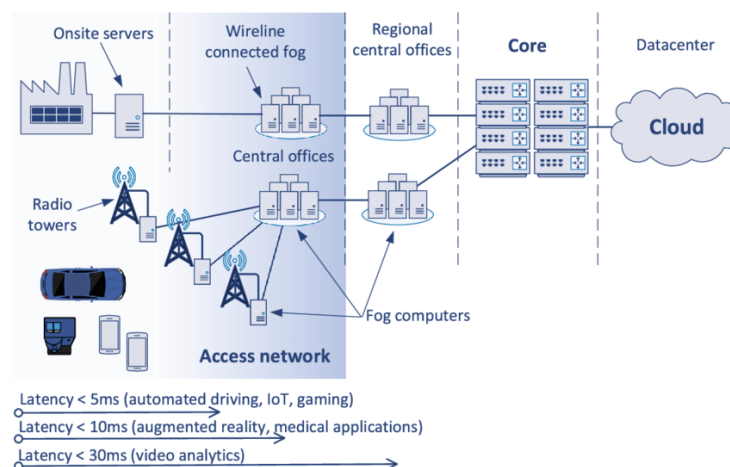 Onsite servers
Wireline
connected fog
Regional
central offices
Core
Datacenter
Cloud
Central offices
Radio
towers
Fog computers
Access network
Latency < 5ms (automated driving, IoT, gaming)
Latency < 10ms (augmented reality, medical applications)
Latency < 30ms (video analytics)